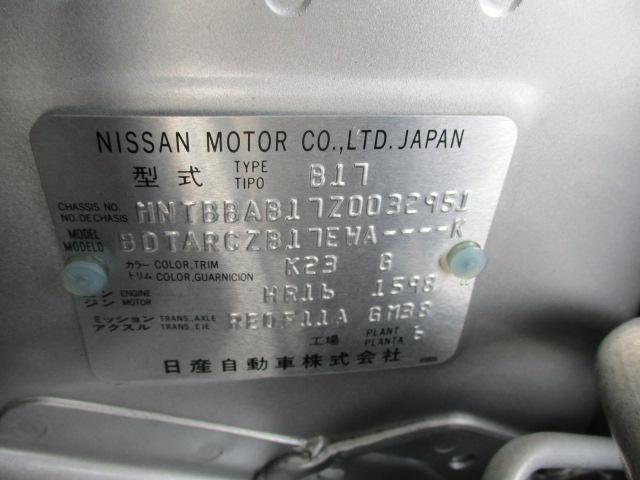 NISSAN MOTOR CO.,LTD. JAPAN
型式 TYPE TIPO B17
CHASSIS NO. NO. DE CHASIS MNTBBAB17Z0032951
MODEL MODELO BDTARCZB17EWA----K
カラー トリム COLOR,TRIM COLOR,GUARNICION K23 G
ジン ENGINE MOTOR HR16 1598 cc
ミッション アクスル TRANS.,AXLE TRANS.,EJE RE0F11A GM38
工場 PLANT PLANTA 6
日産自動車株式会社